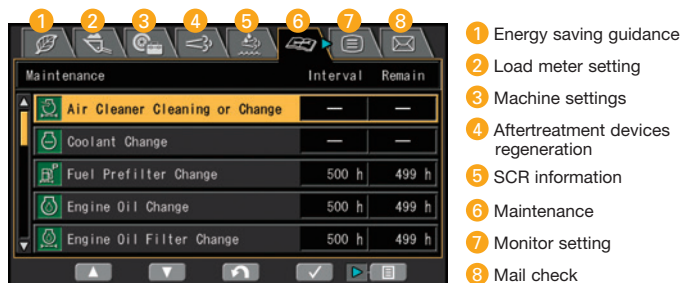 1 2 3 4 5 6 7 8
Maintenance Interval Remain
Air Cleaner Cleaning or Change — —
Coolant Change — —
Fuel Prefilter Change 500 h 499 h
Engine Oil Change 500 h 499 h
Engine Oil Filter Change 500 h 499 h
1 Energy saving guidance
2 Load meter setting
3 Machine settings
4 Aftertreatment devices
regeneration
5 SCR information
6 Maintenance
7 Monitor setting
8 Mail check